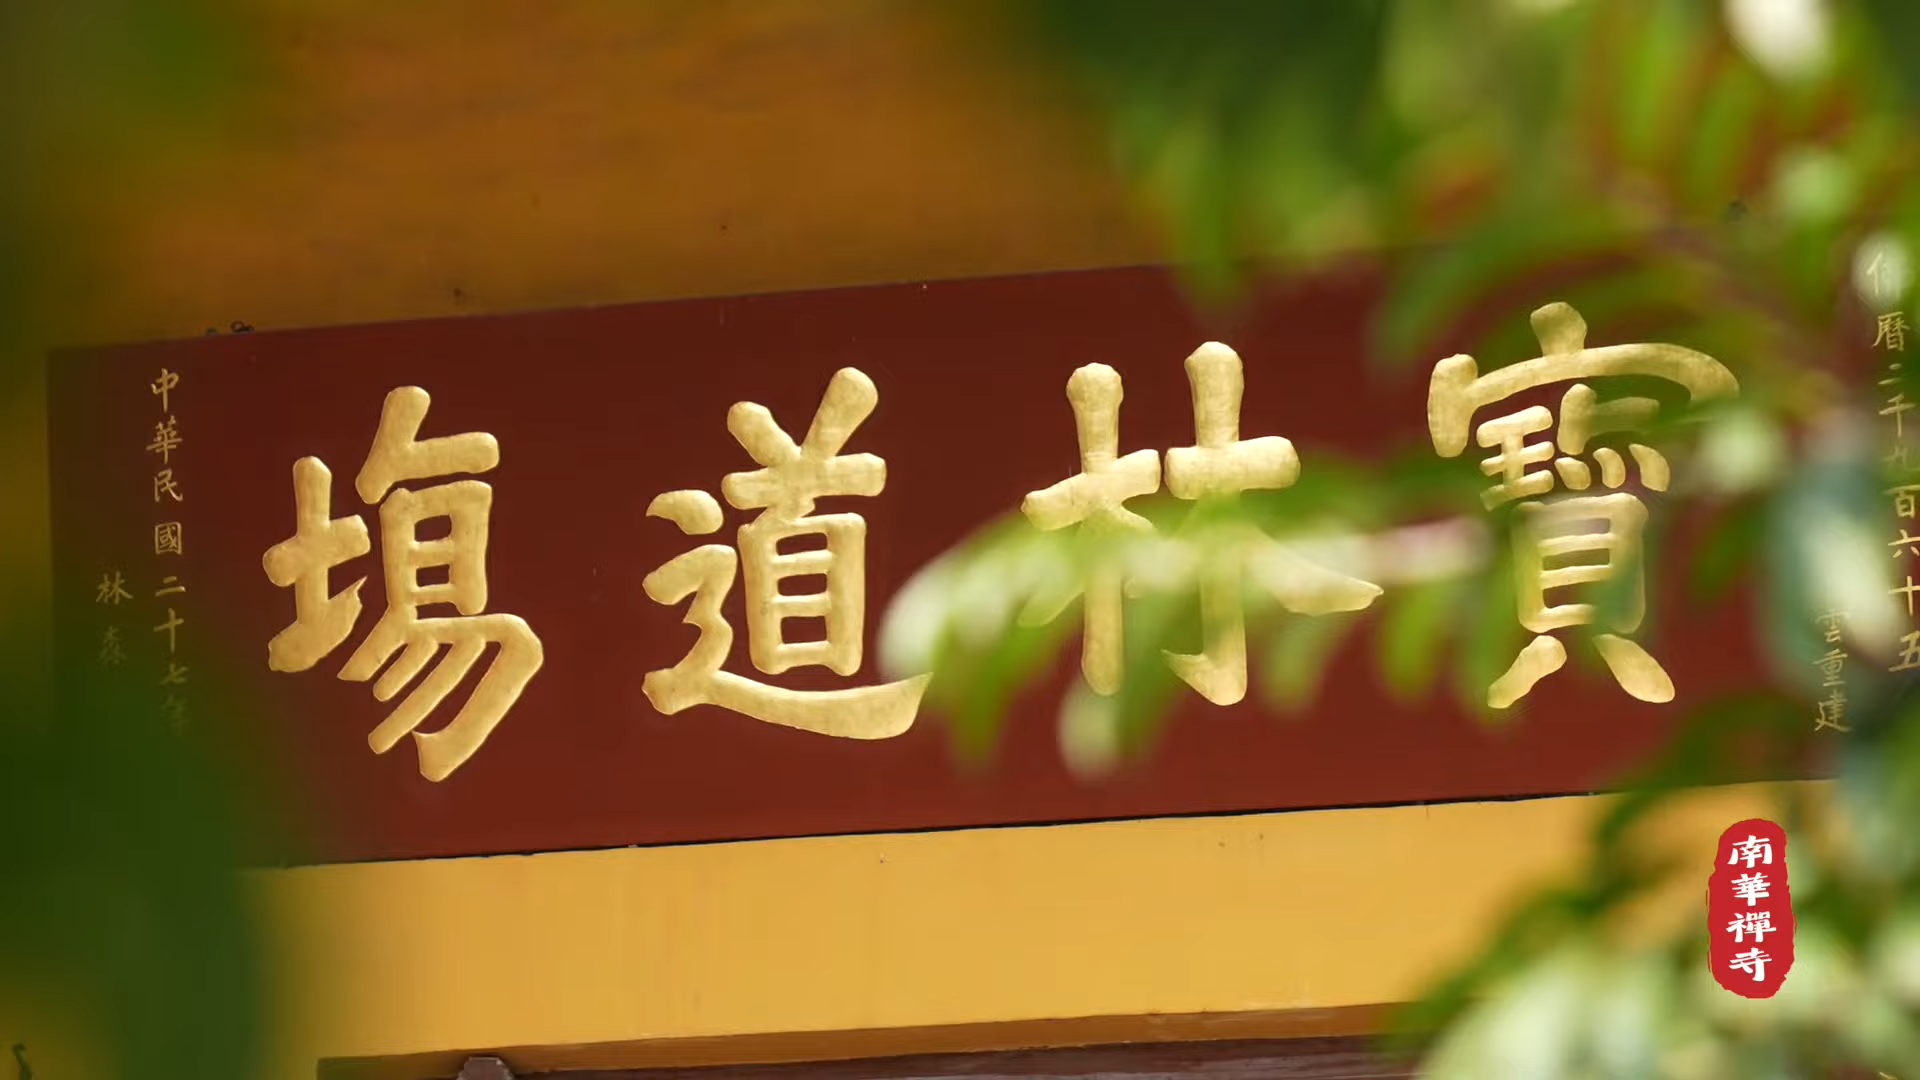 佛曆二千九百六十五
雲重建
寶林道場
中華民國二十七年
林森
南華禪寺